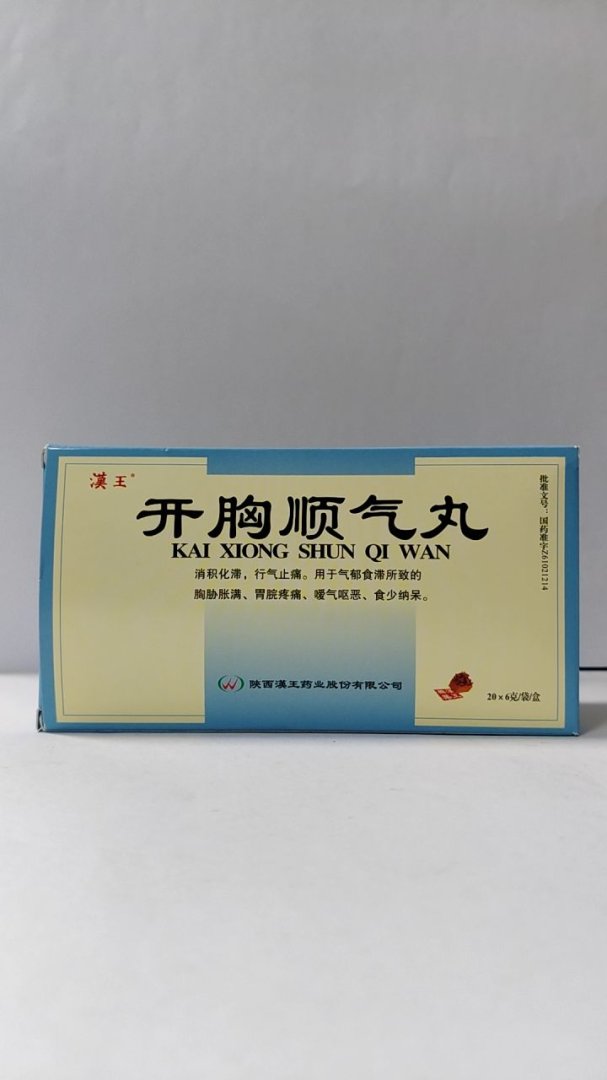 漢王®
开胸顺气丸
KAI XIONG SHUN QI WAN
消积化滞，行气止痛。用于气郁食滞所致的
胸胁胀满、胃脘疼痛、嗳气呕恶、食少纳呆。
批准文号：国药准字Z61021214
陕西漢王药业股份有限公司
20×6克/袋/盒